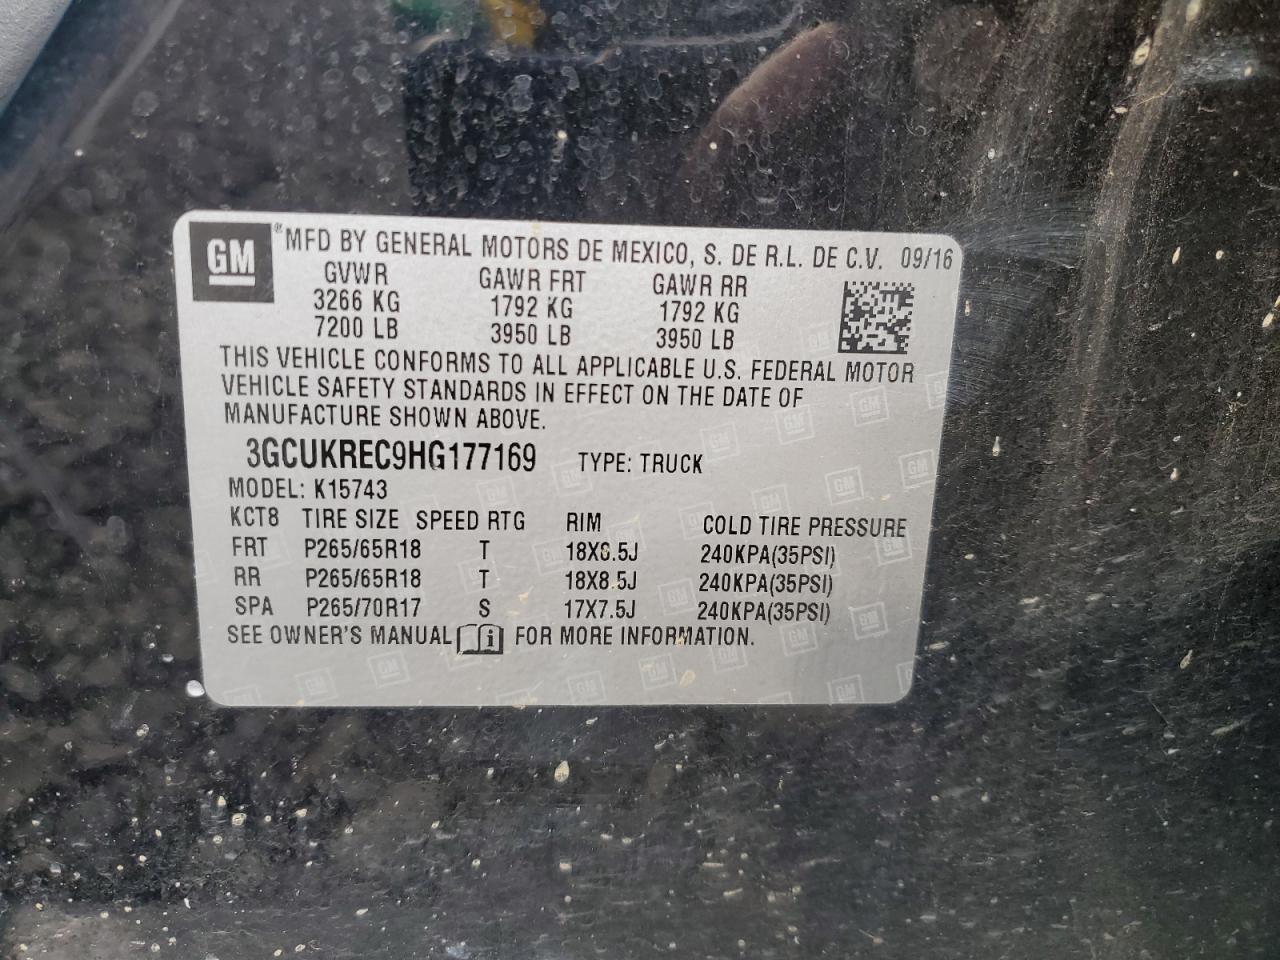 GM ® MFD BY GENERAL MOTORS DE MEXICO, S. DE R.L. DE C.V. 09/16
GVWR GAWR FRT GAWR RR
3266 KG 1792 KG 1792 KG
7200 LB 3950 LB 3950 LB
THIS VEHICLE CONFORMS TO ALL APPLICABLE U.S. FEDERAL MOTOR
VEHICLE SAFETY STANDARDS IN EFFECT ON THE DATE OF
MANUFACTURE SHOWN ABOVE.
3GCUKREC9HG177169 TYPE: TRUCK
MODEL: K15743
KCT8 TIRE SIZE SPEED RTG RIM COLD TIRE PRESSURE
FRT P265/65R18 T 18X8.5J 240KPA(35PSI)
RR P265/65R18 T 18X8.5J 240KPA(35PSI)
SPA P265/70R17 S 17X7.5J 240KPA(35PSI)
SEE OWNER'S MANUAL i FOR MORE INFORMATION.